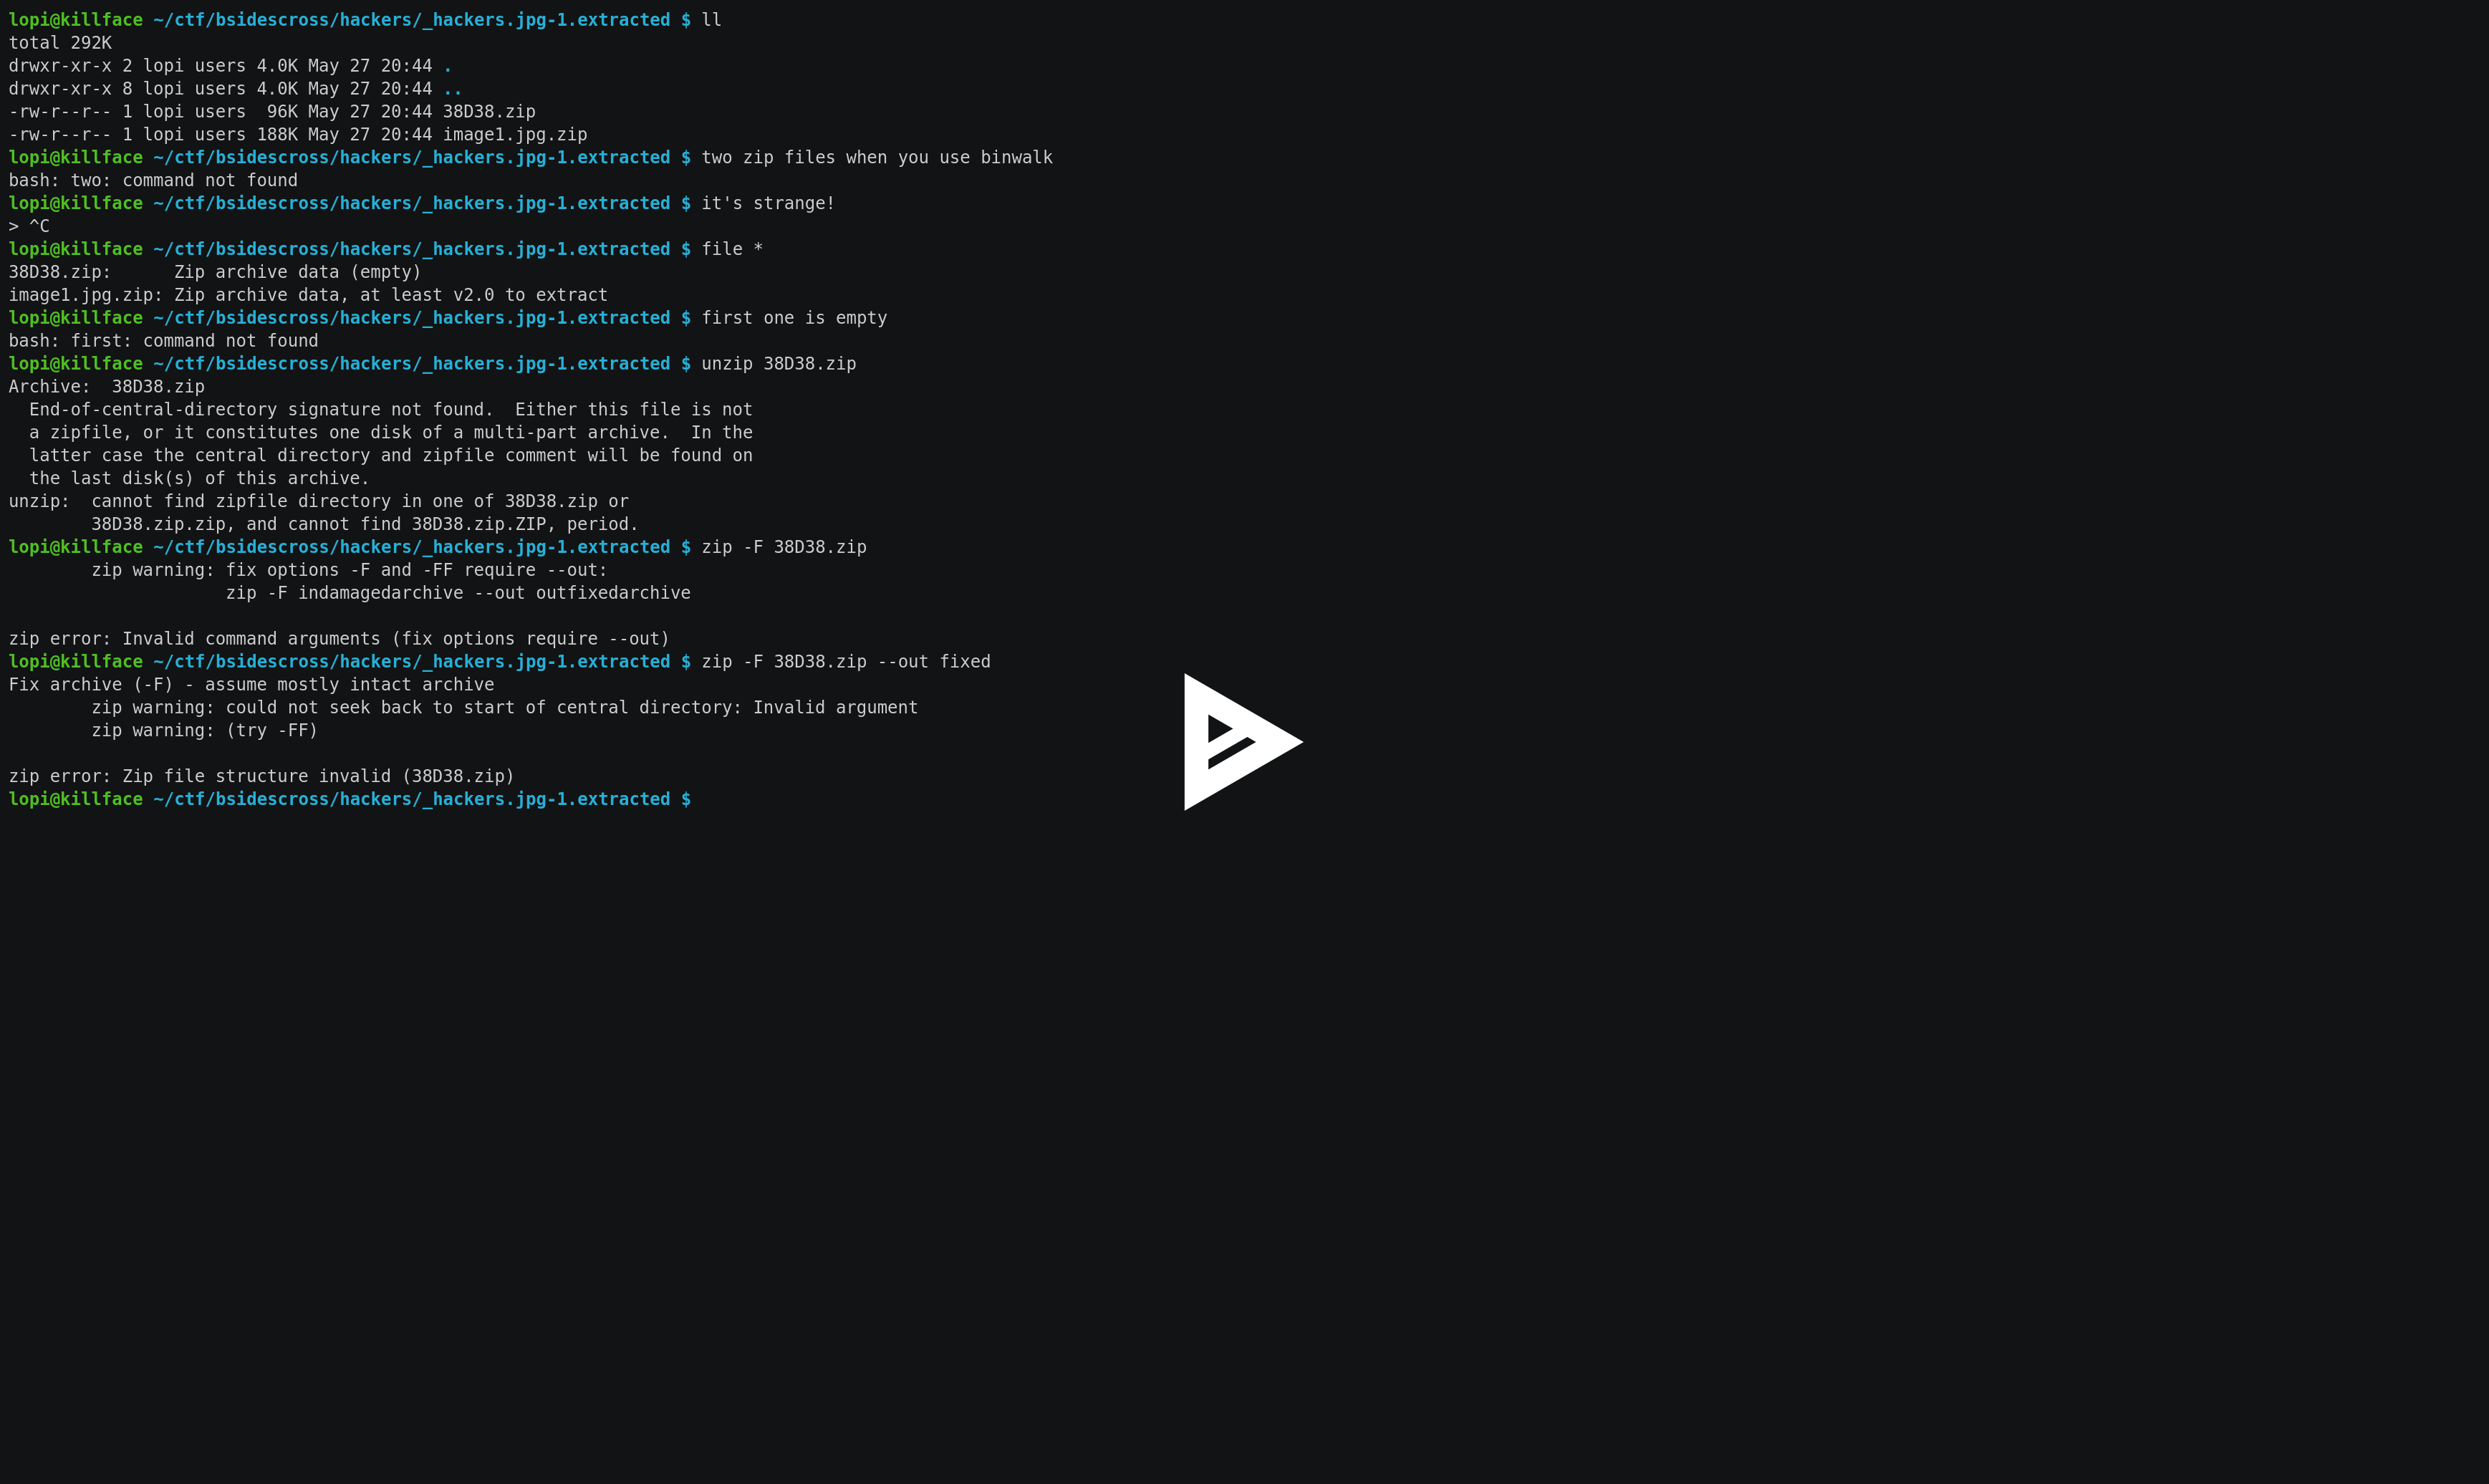 lopi@killface ~/ctf/bsidescross/hackers/_hackers.jpg-1.extracted $ ll
total 292K
drwxr-xr-x 2 lopi users 4.0K May 27 20:44 .
drwxr-xr-x 8 lopi users 4.0K May 27 20:44 ..
-rw-r--r-- 1 lopi users  96K May 27 20:44 38D38.zip
-rw-r--r-- 1 lopi users 188K May 27 20:44 image1.jpg.zip
lopi@killface ~/ctf/bsidescross/hackers/_hackers.jpg-1.extracted $ two zip files when you use binwalk
bash: two: command not found
lopi@killface ~/ctf/bsidescross/hackers/_hackers.jpg-1.extracted $ it's strange!
> ^C
lopi@killface ~/ctf/bsidescross/hackers/_hackers.jpg-1.extracted $ file *
38D38.zip:      Zip archive data (empty)
image1.jpg.zip: Zip archive data, at least v2.0 to extract
lopi@killface ~/ctf/bsidescross/hackers/_hackers.jpg-1.extracted $ first one is empty
bash: first: command not found
lopi@killface ~/ctf/bsidescross/hackers/_hackers.jpg-1.extracted $ unzip 38D38.zip
Archive:  38D38.zip
  End-of-central-directory signature not found.  Either this file is not
  a zipfile, or it constitutes one disk of a multi-part archive.  In the
  latter case the central directory and zipfile comment will be found on
  the last disk(s) of this archive.
unzip:  cannot find zipfile directory in one of 38D38.zip or
        38D38.zip.zip, and cannot find 38D38.zip.ZIP, period.
lopi@killface ~/ctf/bsidescross/hackers/_hackers.jpg-1.extracted $ zip -F 38D38.zip
        zip warning: fix options -F and -FF require --out:
                     zip -F indamagedarchive --out outfixedarchive

zip error: Invalid command arguments (fix options require --out)
lopi@killface ~/ctf/bsidescross/hackers/_hackers.jpg-1.extracted $ zip -F 38D38.zip --out fixed
Fix archive (-F) - assume mostly intact archive
        zip warning: could not seek back to start of central directory: Invalid argument
        zip warning: (try -FF)

zip error: Zip file structure invalid (38D38.zip)
lopi@killface ~/ctf/bsidescross/hackers/_hackers.jpg-1.extracted $